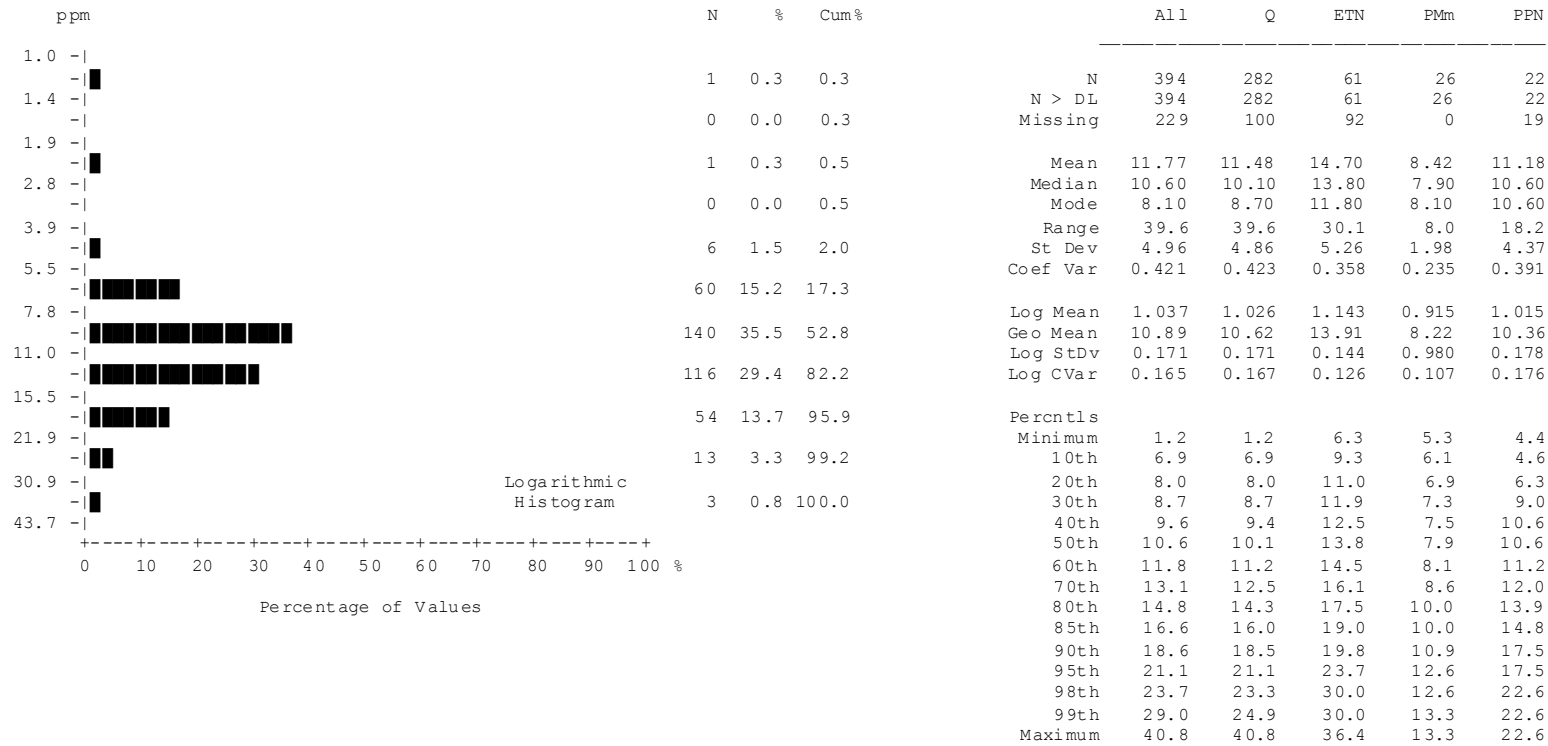 ppm N % Cum%
1.0 -|
-| 1 0.3 0.3
1.4 -|
-| 0 0.0 0.3
1.9 -|
-| 1 0.3 0.5
2.8 -|
-| 0 0.0 0.5
3.9 -|
-| 6 1.5 2.0
5.5 -|
-| 60 15.2 17.3
7.8 -|
-| 140 35.5 52.8
11.0 -|
-| 116 29.4 82.2
15.5 -|
-| 54 13.7 95.9
21.9 -|
-| 13 3.3 99.2
30.9 -| Logarithmic
-| Histogram 3 0.8 100.0
43.7 -|
+----+----+----+----+----+----+----+----+----+----+
0 10 20 30 40 50 60 70 80 90 100 %
Percentage of Values
All Q ETN PMm PPN
N 394 282 61 26 22
N > DL 394 282 61 26 22
Missing 229 100 92 0 19
Mean 11.77 11.48 14.70 8.42 11.18
Median 10.60 10.10 13.80 7.90 10.60
Mode 8.10 8.70 11.80 8.10 10.60
Range 39.6 39.6 30.1 8.0 18.2
St Dev 4.96 4.86 5.26 1.98 4.37
Coef Var 0.421 0.423 0.358 0.235 0.391
Log Mean 1.037 1.026 1.143 0.915 1.015
Geo Mean 10.89 10.62 13.91 8.22 10.36
Log StDv 0.171 0.171 0.144 0.980 0.178
Log CVar 0.165 0.167 0.126 0.107 0.176
Percntls
Minimum 1.2 1.2 6.3 5.3 4.4
10th 6.9 6.9 9.3 6.1 4.6
20th 8.0 8.0 11.0 6.9 6.3
30th 8.7 8.7 11.9 7.3 9.0
40th 9.6 9.4 12.5 7.5 10.6
50th 10.6 10.1 13.8 7.9 10.6
60th 11.8 11.2 14.5 8.1 11.2
70th 13.1 12.5 16.1 8.6 12.0
80th 14.8 14.3 17.5 10.0 13.9
85th 16.6 16.0 19.0 10.0 14.8
90th 18.6 18.5 19.8 10.9 17.5
95th 21.1 21.1 23.7 12.6 17.5
98th 23.7 23.3 30.0 12.6 22.6
99th 29.0 24.9 30.0 13.3 22.6
Maximum 40.8 40.8 36.4 13.3 22.6